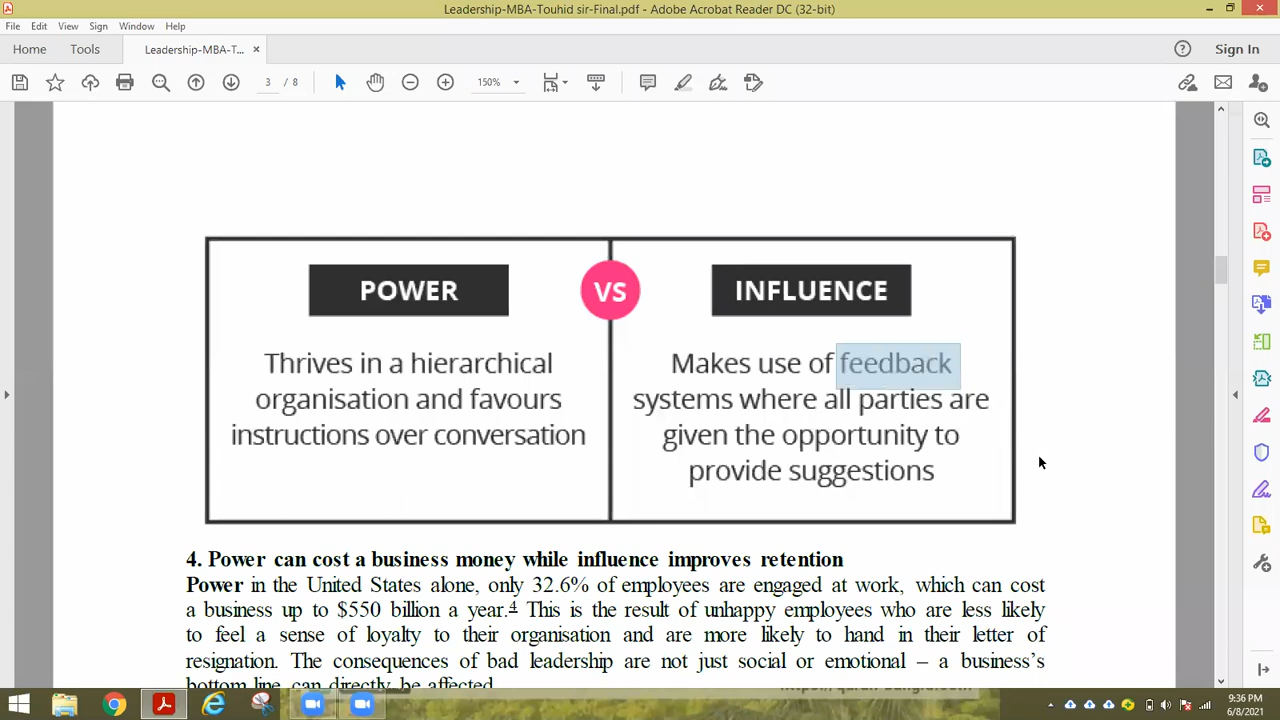 Leadership-MBA-Touhid sir-Final.pdf - Adobe Acrobat Reader DC (32-bit)
File Edit View Sign Window Help
Home Tools Leadership-MBA-T... Sign In
3 / 8 150%
POWER VS INFLUENCE
Thrives in a hierarchical
organisation and favours
instructions over conversation
Makes use of feedback
systems where all parties are
given the opportunity to
provide suggestions
4. Power can cost a business money while influence improves retention
Power in the United States alone, only 32.6% of employees are engaged at work, which can cost
a business up to $550 billion a year.4 This is the result of unhappy employees who are less likely
to feel a sense of loyalty to their organisation and are more likely to hand in their letter of
resignation. The consequences of bad leadership are not just social or emotional – a business's
bottom line, can directly be affected.
9:36 PM
6/8/2021